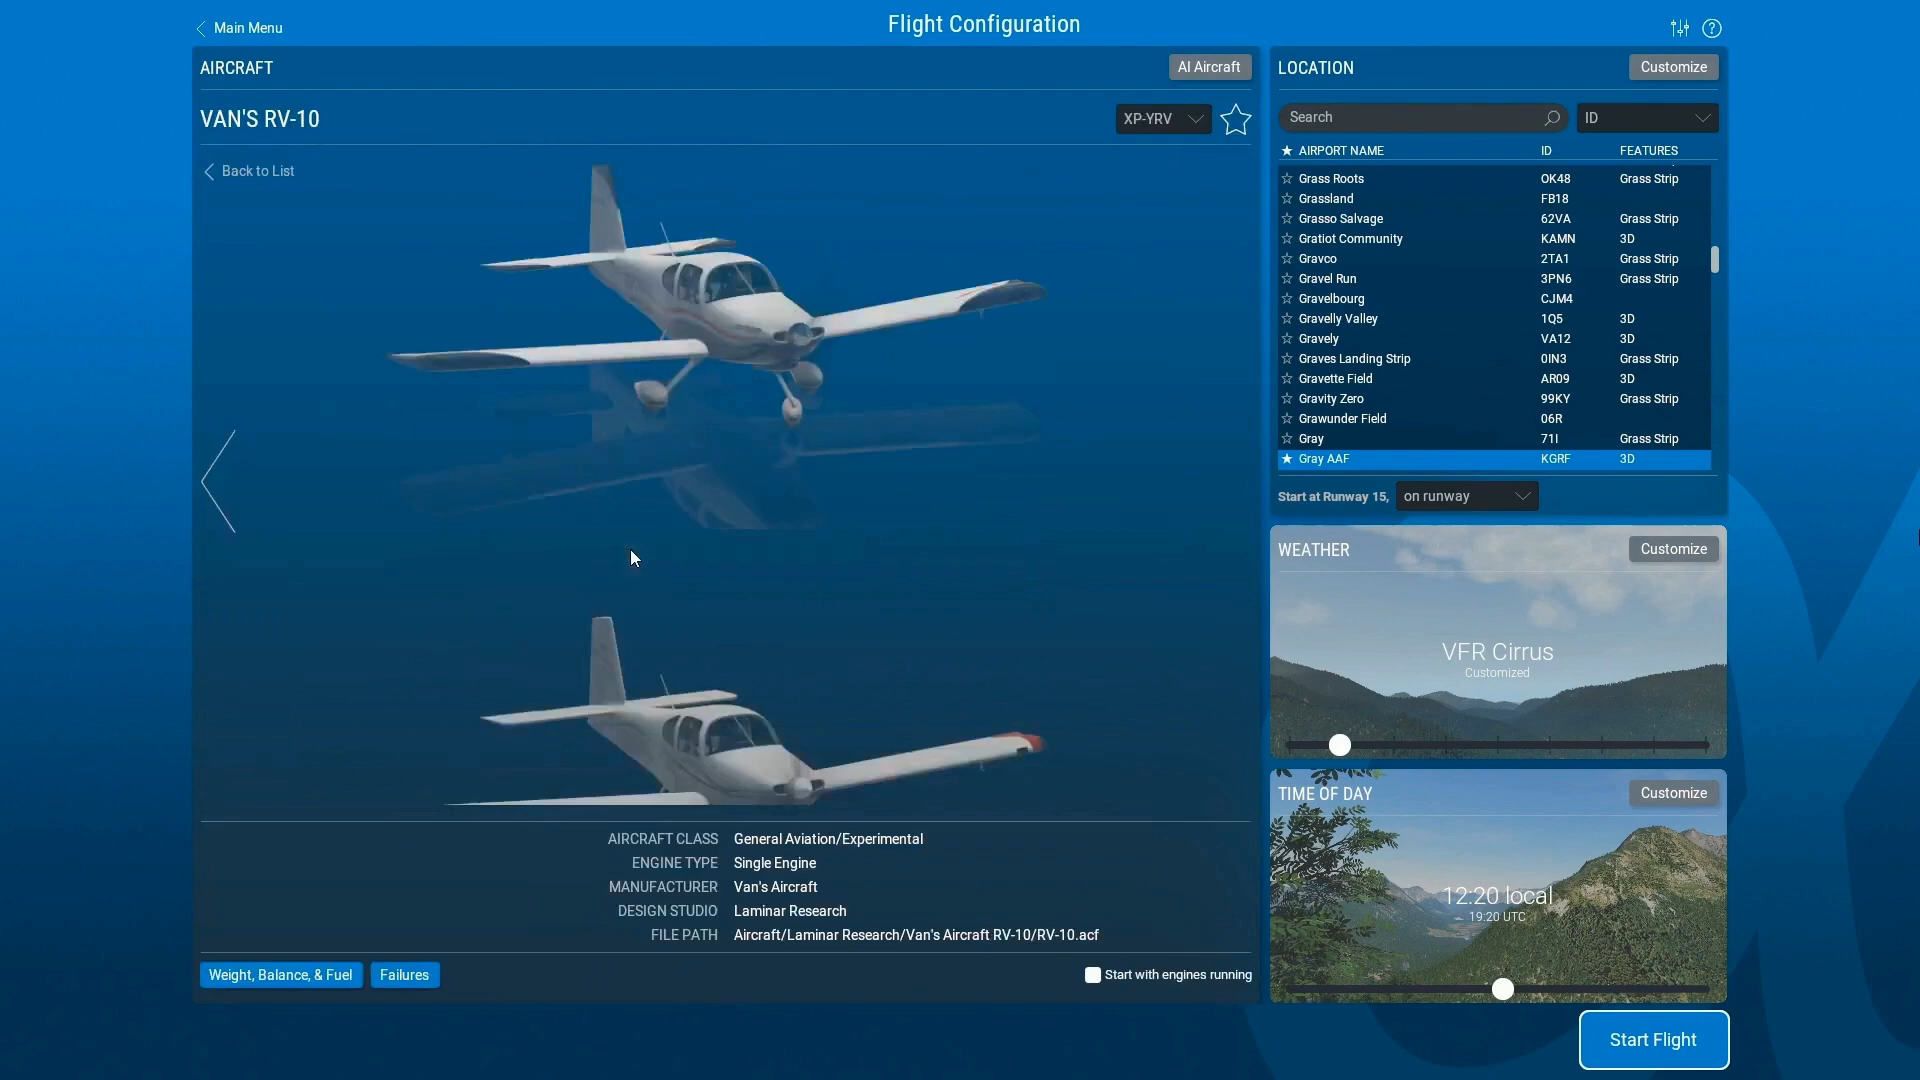 Main Menu
Flight Configuration
AIRCRAFT
AI Aircraft
VAN'S RV-10
XP-YRV
Back to List
AIRCRAFT CLASS General Aviation/Experimental
ENGINE TYPE Single Engine
MANUFACTURER Van's Aircraft
DESIGN STUDIO Laminar Research
FILE PATH Aircraft/Laminar Research/Van's Aircraft RV-10/RV-10.acf
Weight, Balance, & Fuel
Failures
Start with engines running
LOCATION
Customize
Search
ID
★ AIRPORT NAME ID FEATURES
☆ Grass Roots OK48 Grass Strip
☆ Grassland FB18
☆ Grasso Salvage 62VA Grass Strip
☆ Gratiot Community KAMN 3D
☆ Gravco 2TA1 Grass Strip
☆ Gravel Run 3PN6 Grass Strip
☆ Gravelbourg CJM4
☆ Gravelly Valley 1Q5 3D
☆ Gravely VA12 3D
☆ Graves Landing Strip 0IN3 Grass Strip
☆ Gravette Field AR09 3D
☆ Gravity Zero 99KY Grass Strip
☆ Grawunder Field 06R
☆ Gray 71I Grass Strip
★ Gray AAF KGRF 3D
Start at Runway 15, on runway
WEATHER
Customize
VFR Cirrus
Customized
TIME OF DAY
Customize
12:20 local
19:20 UTC
Start Flight